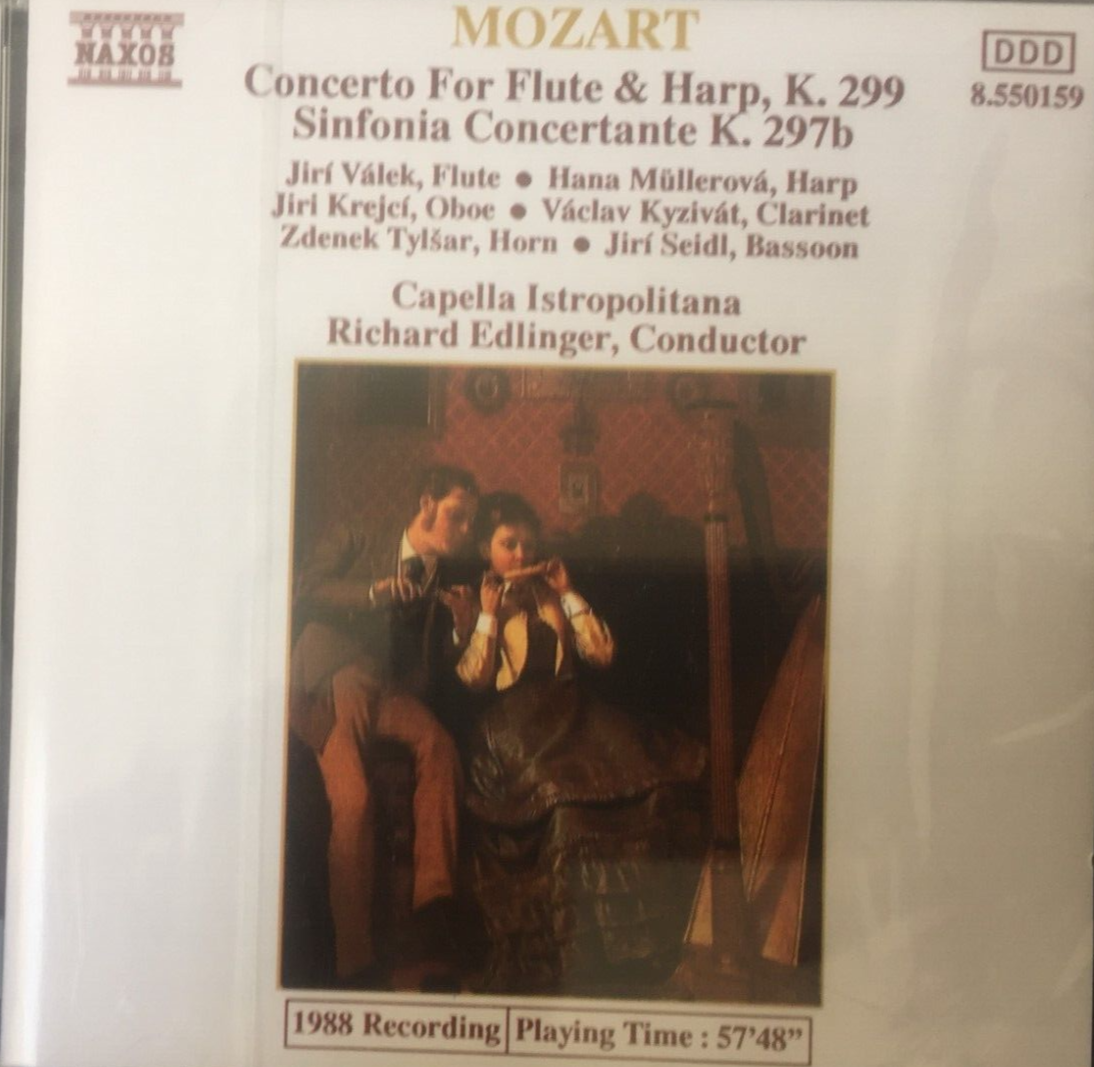 MOZART
NAXOS
DDD
8.550159
Concerto For Flute & Harp, K. 299
Sinfonia Concertante K. 297b
Jirí Válek, Flute ● Hana Müllerová, Harp
Jiri Krejcí, Oboe ● Václav Kyzivát, Clarinet
Zdenek Tylšar, Horn ● Jirí Seidl, Bassoon
Capella Istropolitana
Richard Edlinger, Conductor
1988 Recording
Playing Time : 57’48”